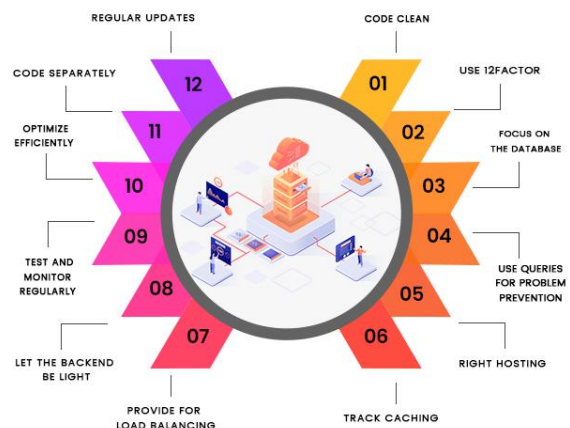 REGULAR UPDATES
CODE CLEAN
CODE SEPARATELY
USE 12FACTOR
OPTIMIZE
EFFICIENTLY
FOCUS ON
THE DATABASE
TEST AND
MONITOR
REGULARLY
USE QUERIES
FOR PROBLEM
PREVENTION
LET THE BACKEND
BE LIGHT
RIGHT HOSTING
PROVIDE FOR
LOAD BALANCING
TRACK CACHING
12
01
11
02
10
03
09
04
08
05
07
06